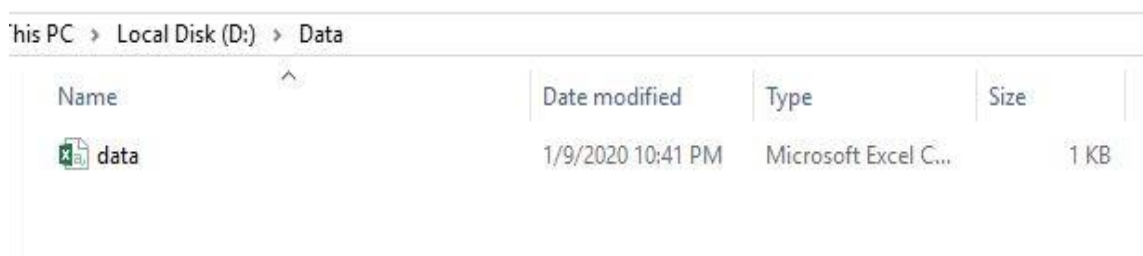 his PC > Local Disk (D:) > Data
Name Date modified Type Size
data 1/9/2020 10:41 PM Microsoft Excel C... 1 KB